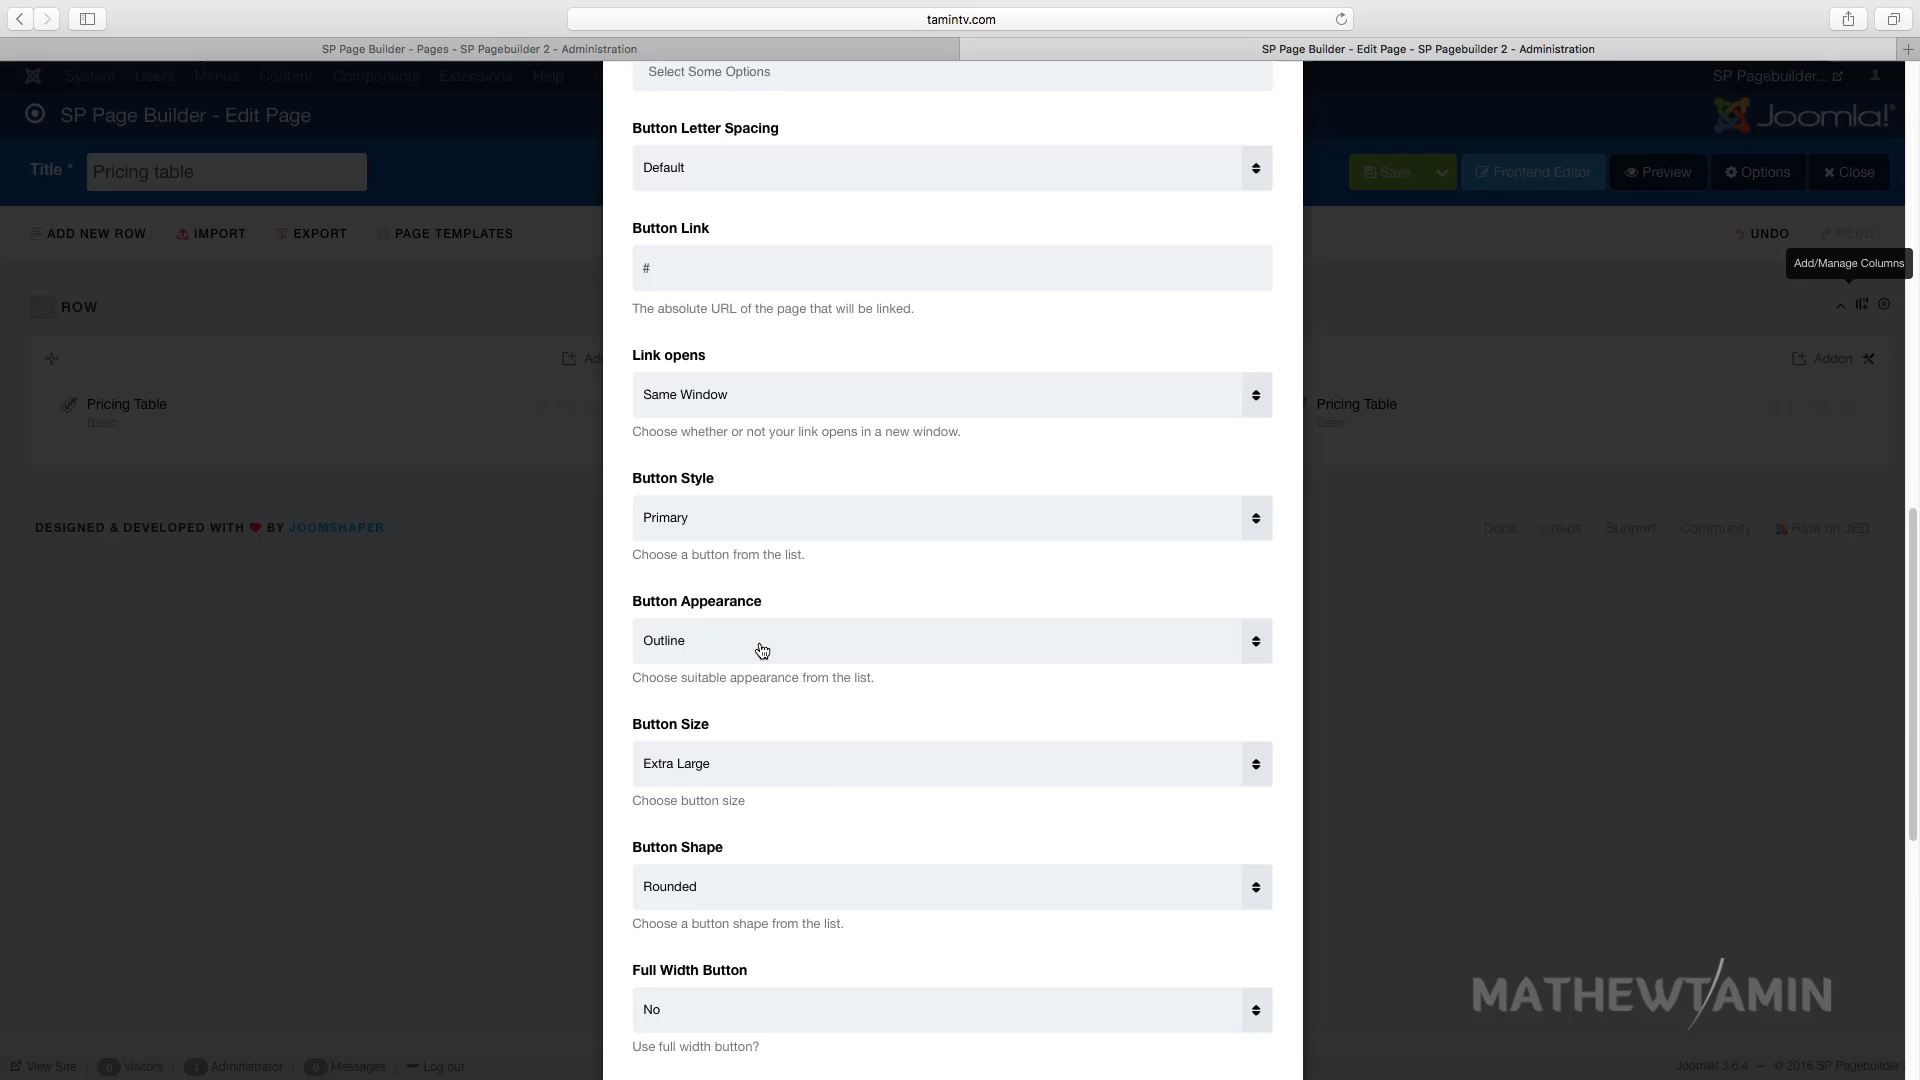 tamintv.com
SP Page Builder - Pages - SP Pagebuilder 2 - Administration
SP Page Builder - Edit Page - SP Pagebuilder 2 - Administration
System Users Menus Content Components Extensions Help
SP Pagebuilder...
SP Page Builder - Edit Page
Joomla!
Title * Pricing table
Save
Frontend Editor
Preview
Options
Close
ADD NEW ROW
IMPORT
EXPORT
PAGE TEMPLATES
UNDO
REDO
Add/Manage Columns
ROW
Addon
Pricing Table
Basic
Pricing Table
Basic
Select Some Options
Button Letter Spacing
Default
Button Link
#
The absolute URL of the page that will be linked.
Link opens
Same Window
Choose whether or not your link opens in a new window.
Button Style
Primary
Choose a button from the list.
Button Appearance
Outline
Choose suitable appearance from the list.
Button Size
Extra Large
Choose button size
Button Shape
Rounded
Choose a button shape from the list.
Full Width Button
No
Use full width button?
DESIGNED & DEVELOPED WITH ❤ BY JOOMSHAPER
Docs Videos Support Community Rate on JED
MATHEWTAMIN
View Site
0 Visitors
1 Administrator
0 Messages
Log out
Joomla! 3.6.4 — © 2016 SP Pagebuilder